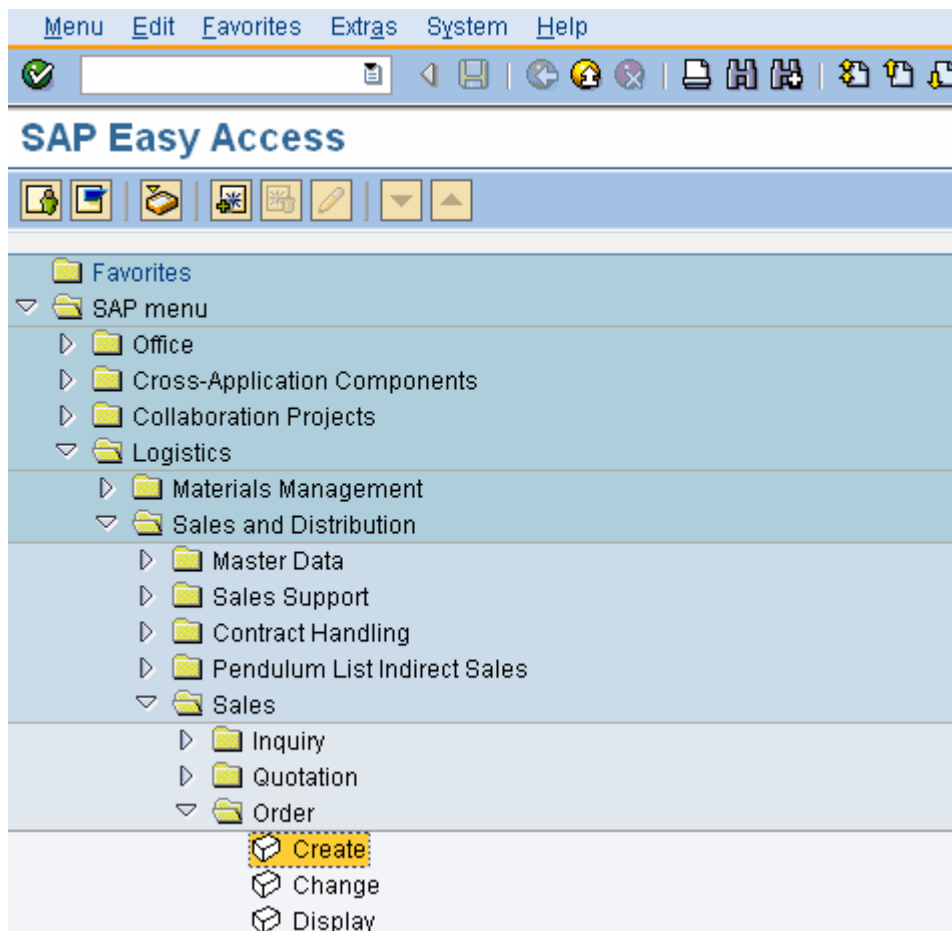 Menu Edit Favorites Extras System Help
SAP Easy Access
Favorites
SAP menu
Office
Cross-Application Components
Collaboration Projects
Logistics
Materials Management
Sales and Distribution
Master Data
Sales Support
Contract Handling
Pendulum List Indirect Sales
Sales
Inquiry
Quotation
Order
Create
Change
Display